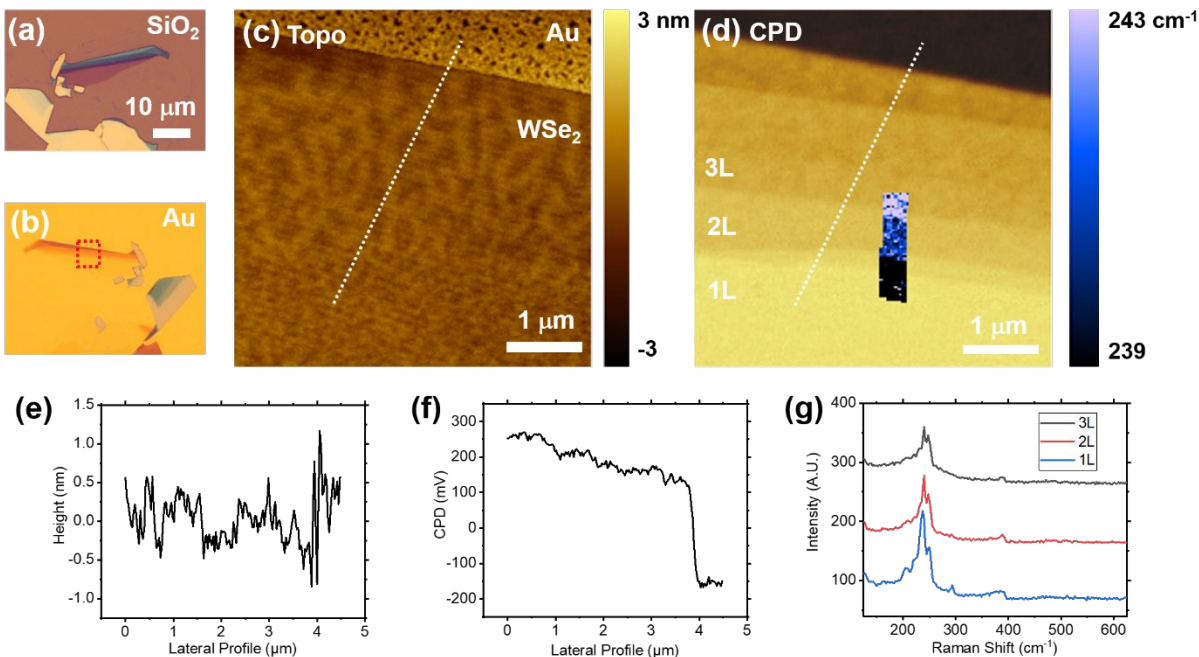 (a)
SiO2
10 μm
(b)
Au
(c) Topo
Au
WSe2
1 μm
3 nm
-3
(d) CPD
3L
2L
1L
1 μm
243 cm-1
239
(e)
1.5
1.0
0.5
0.0
-0.5
-1.0
Height (nm)
0 1 2 3 4 5
Lateral Profile (μm)
(f)
300
200
100
0
-100
-200
CPD (mV)
0 1 2 3 4 5
Lateral Profile (μm)
(g)
400
300
200
100
Intensity (A.U.)
3L
2L
1L
200 300 400 500 600
Raman Shift (cm-1)